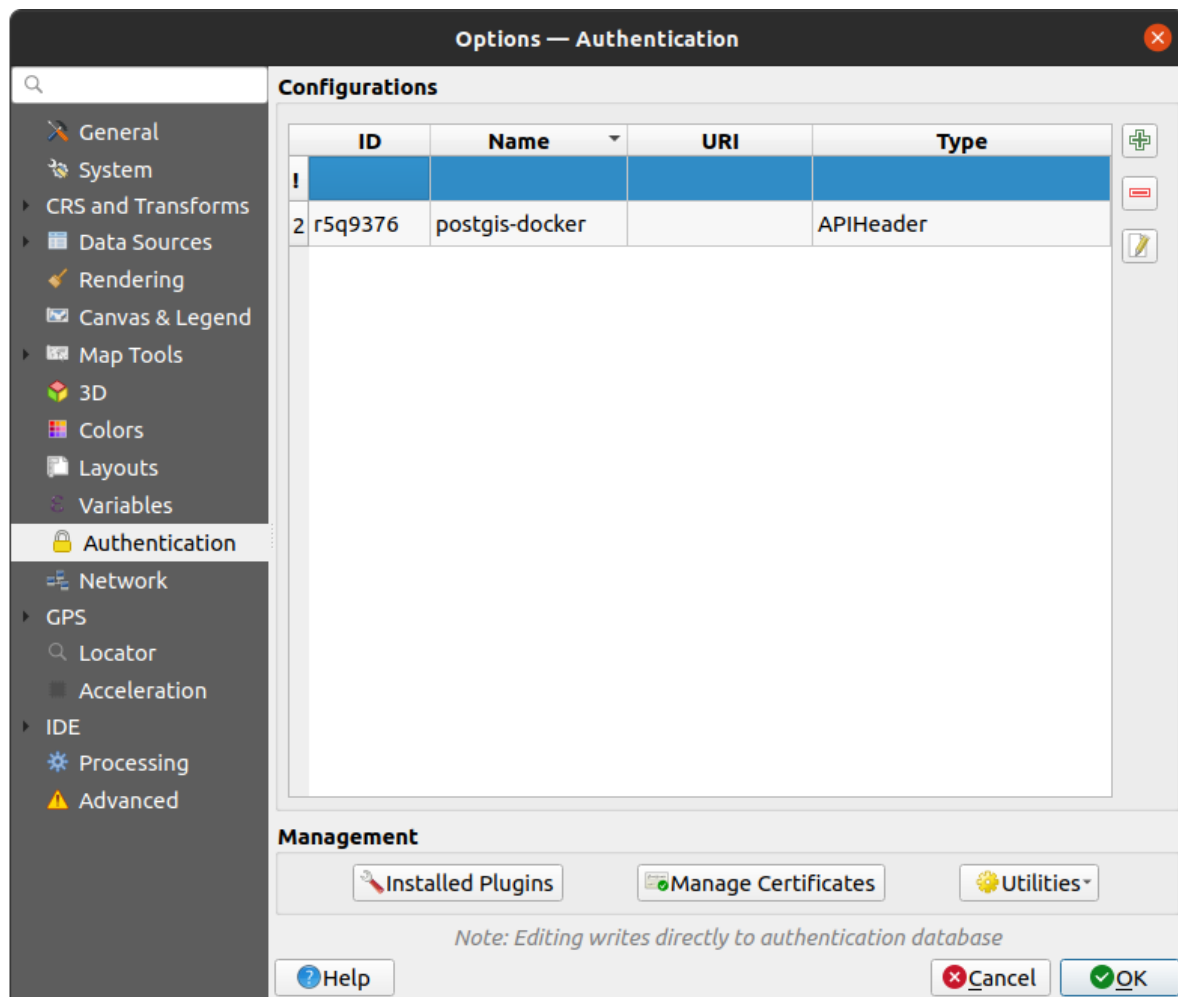 Options — Authentication
Configurations
General
System
CRS and Transforms
Data Sources
Rendering
Canvas & Legend
Map Tools
3D
Colors
Layouts
Variables
Authentication
Network
GPS
Locator
Acceleration
IDE
Processing
Advanced
ID Name URI Type
!
2 r5q9376 postgis-docker APIHeader
Management
Installed Plugins Manage Certificates Utilities
Note: Editing writes directly to authentication database
Help Cancel OK